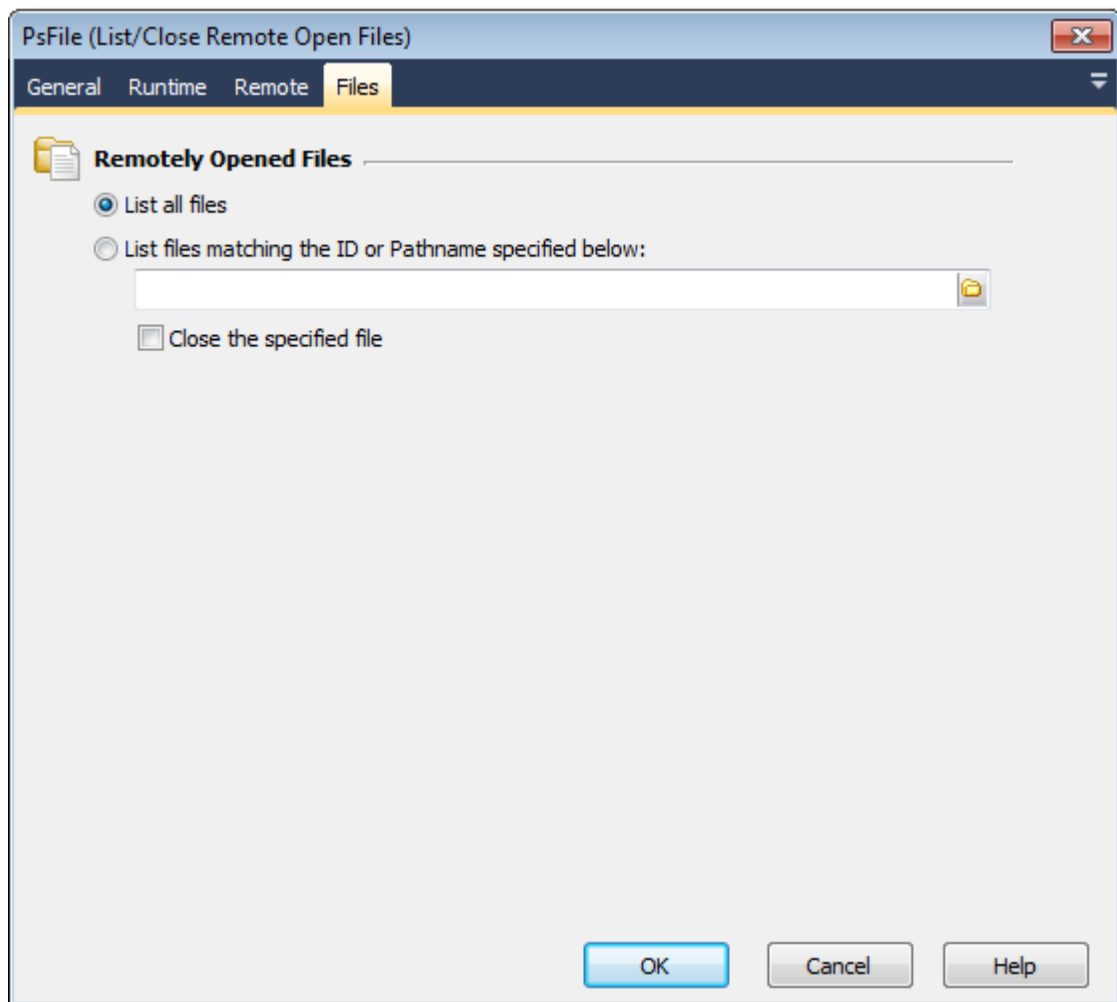 PsFile (List/Close Remote Open Files)
General Runtime Remote Files
Remotely Opened Files
List all files
List files matching the ID or Pathname specified below:
Close the specified file
OK Cancel Help